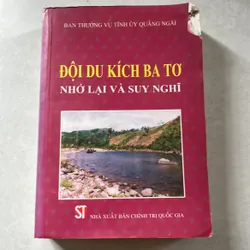 BAN THƯỜNG VỤ TỈNH ỦY QUẢNG NGÃI
ĐỘI DU KÍCH BA TƠ
NHỚ LẠI VÀ SUY NGHĨ
ST
NHÀ XUẤT BẢN CHÍNH TRỊ QUỐC GIA